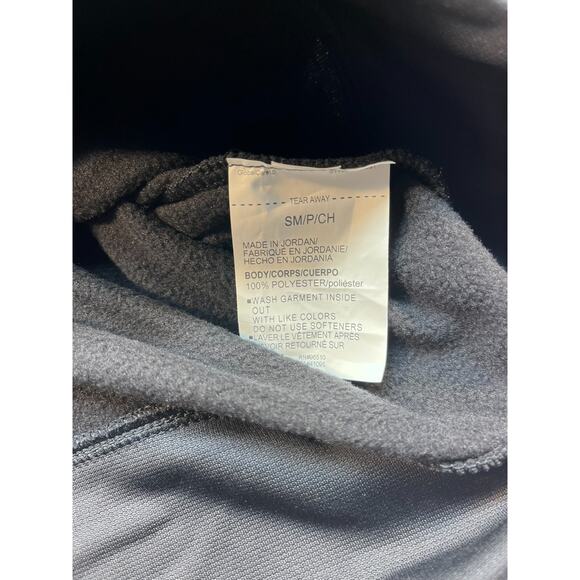 TEAR AWAY
SM/P/CH
MADE IN JORDAN/
FABRIQUÉ EN JORDANIE/
HECHO EN JORDANIA
BODY/CORPS/CUERPO
100% POLYESTER/poliéster
■WASH GARMENT INSIDE
OUT
WITH LIKE COLORS
DO NOT USE SOFTENERS
■LAVER LE VÊTEMENT APRÈS
RETOURNÉ SUR